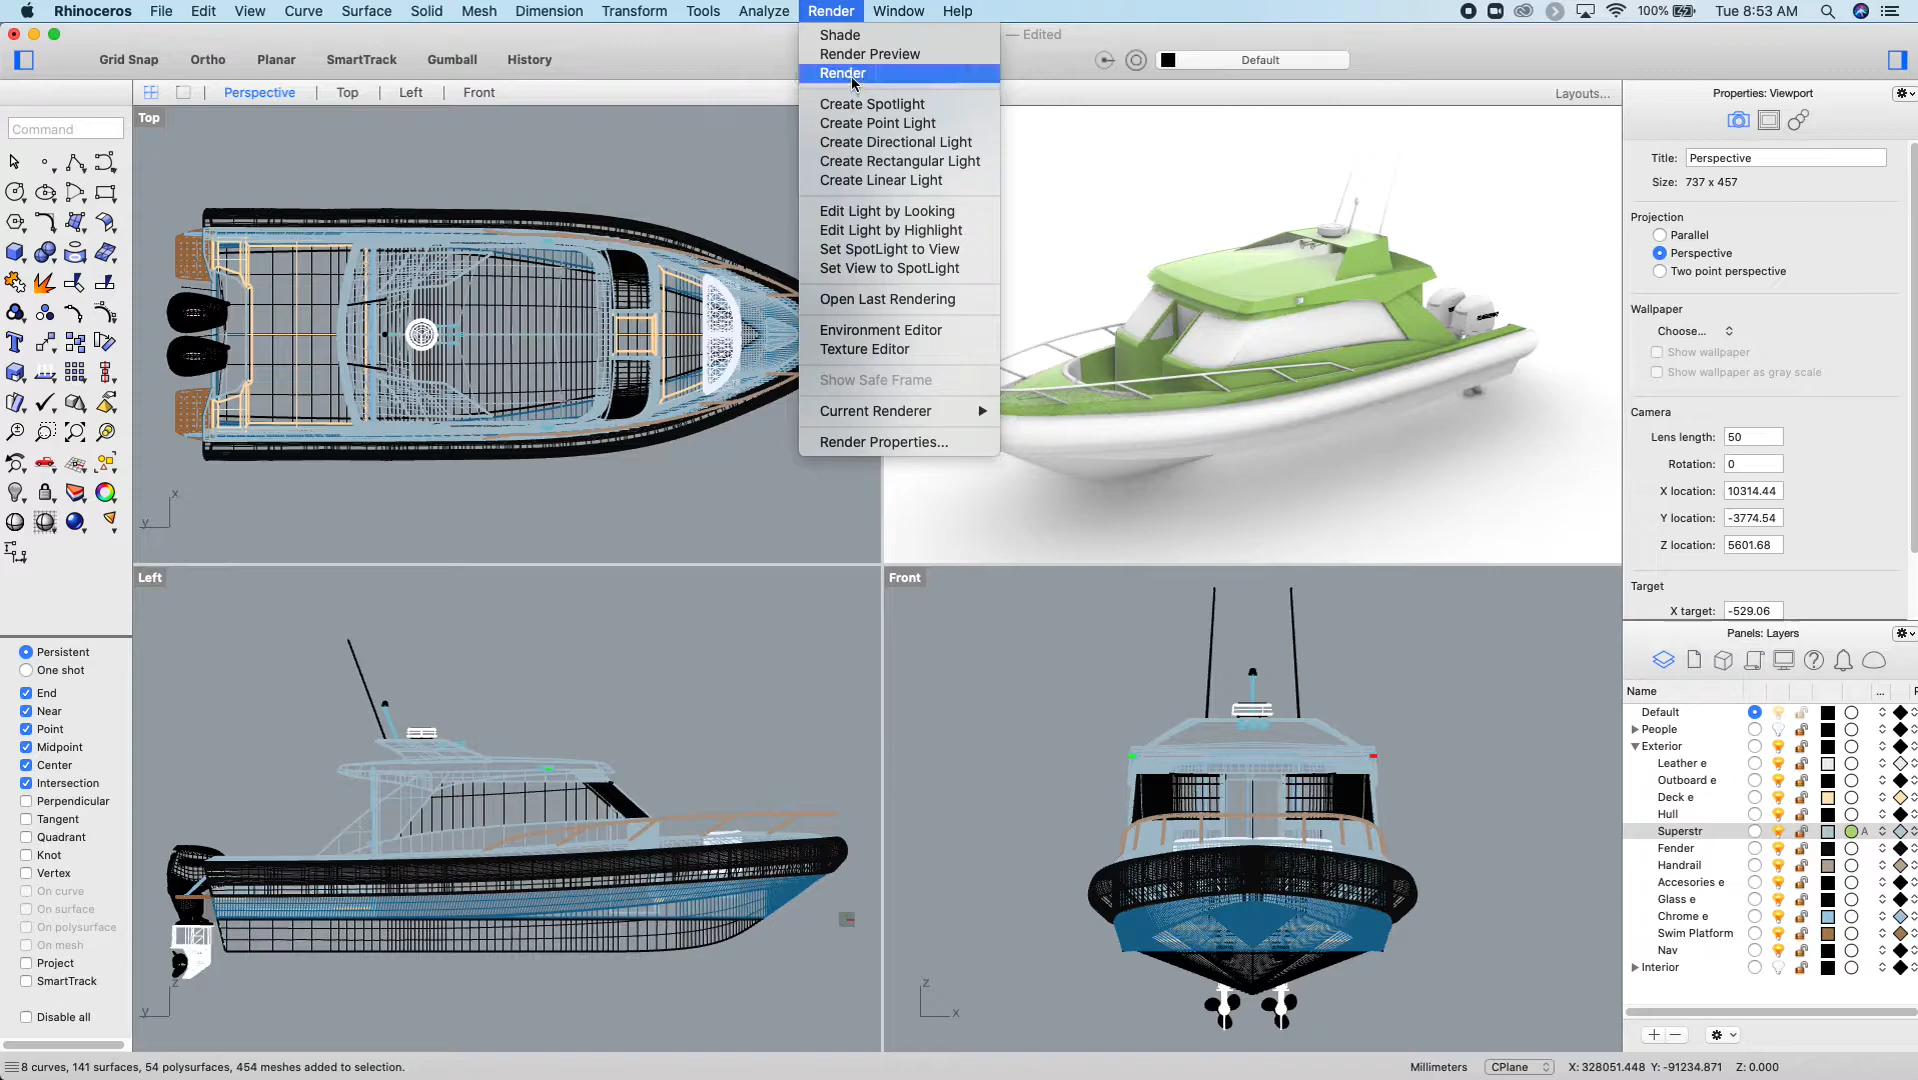 Rhinoceros File Edit View Curve Surface Solid Mesh Dimension Transform Tools Analyze Render Window Help 100% Tue 8:53 AM
— Edited
Grid Snap Ortho Planar SmartTrack Gumball History Default
Perspective Top Left Front Layouts...
Command
Shade
Render Preview
Render
Create Spotlight
Create Point Light
Create Directional Light
Create Rectangular Light
Create Linear Light
Edit Light by Looking
Edit Light by Highlight
Set SpotLight to View
Set View to SpotLight
Open Last Rendering
Environment Editor
Texture Editor
Show Safe Frame
Current Renderer
Render Properties...
Top
x
y
Left
z
y
Front
z
x
Persistent
One shot
End
Near
Point
Midpoint
Center
Intersection
Perpendicular
Tangent
Quadrant
Knot
Vertex
On curve
On surface
On polysurface
On mesh
Project
SmartTrack
Disable all
Properties: Viewport
Title: Perspective
Size: 737 x 457
Projection
Parallel
Perspective
Two point perspective
Wallpaper
Choose...
Show wallpaper
Show wallpaper as gray scale
Camera
Lens length: 50
Rotation: 0
X location: 10314.44
Y location: -3774.54
Z location: 5601.68
Target
X target: -529.06
Panels: Layers
Name ... P
Default
People
Exterior
Leather e
Outboard e
Deck e
Hull
Superstr A
Fender
Handrail
Accesories e
Glass e
Chrome e
Swim Platform
Nav
Interior
8 curves, 141 surfaces, 54 polysurfaces, 454 meshes added to selection.
Millimeters CPlane X: 328051.448 Y: -91234.871 Z: 0.000